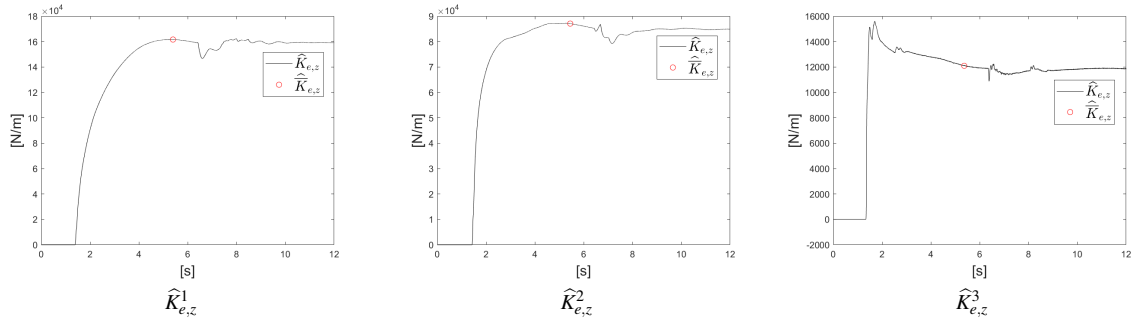 ×10⁴
18
16
14
12
10
8
6
4
2
0
[N/m]
0 2 4 6 8 10 12
[s]
K̂e,z
K̄̂e,z
K̂¹e,z
×10⁴
9
8
7
6
5
4
3
2
1
0
[N/m]
0 2 4 6 8 10 12
[s]
K̂e,z
K̄̂e,z
K̂²e,z
16000
14000
12000
10000
8000
6000
4000
2000
0
-2000
[N/m]
0 2 4 6 8 10 12
[s]
K̂e,z
K̄̂e,z
K̂³e,z